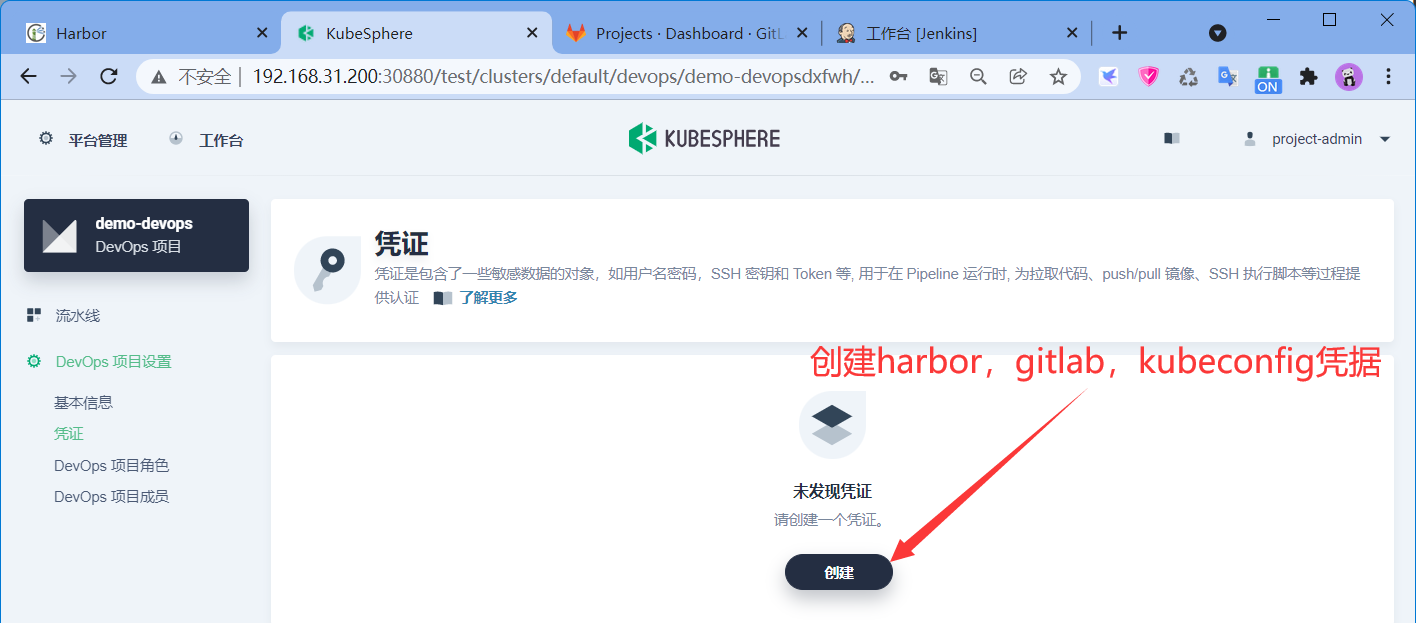 Harbor
KubeSphere
Projects · Dashboard · GitL
工作台 [Jenkins]
不安全
192.168.31.200:30880/test/clusters/default/devops/demo-devopsdxfwh/...
ON
平台管理
工作台
KUBESPHERE
project-admin
demo-devops
DevOps 项目
凭证
凭证是包含了一些敏感数据的对象，如用户名密码，SSH 密钥和 Token 等, 用于在 Pipeline 运行时, 为拉取代码、push/pull 镜像、SSH 执行脚本等过程提
供认证 了解更多
流水线
DevOps 项目设置
基本信息
凭证
DevOps 项目角色
DevOps 项目成员
创建harbor，gitlab，kubeconfig凭据
未发现凭证
请创建一个凭证。
创建